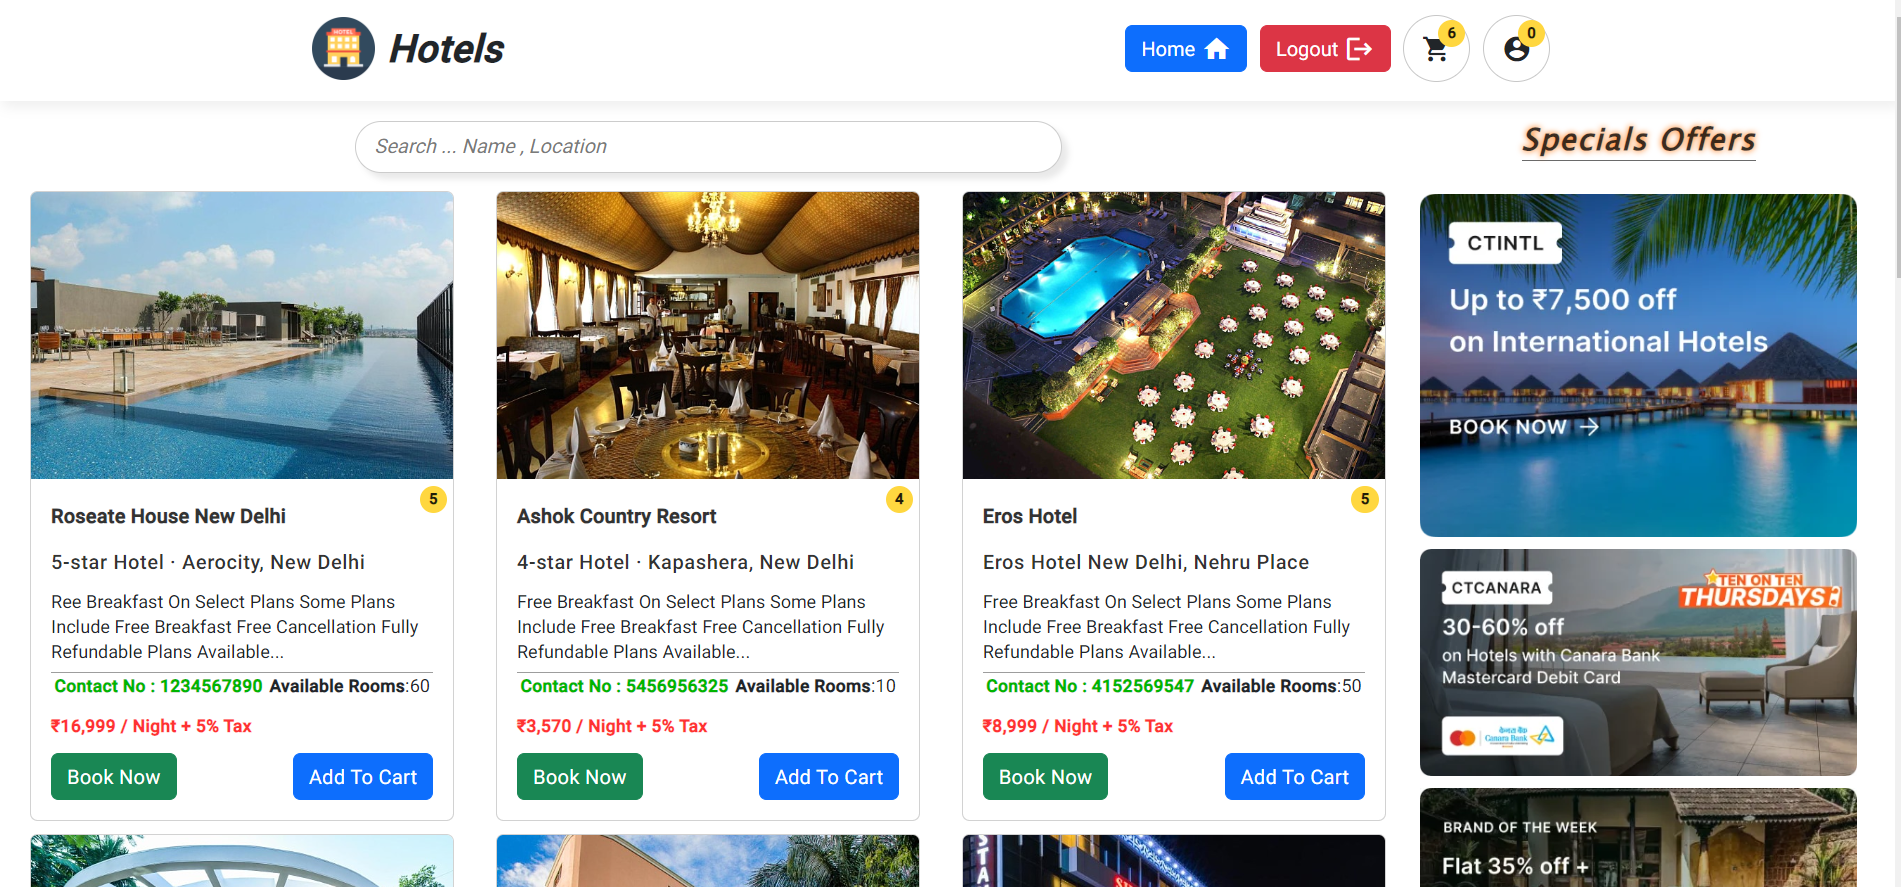 HOTEL
Hotels
Home
Logout
6
0
Search ... Name , Location
Specials Offers
5
Roseate House New Delhi
5-star Hotel · Aerocity, New Delhi
Ree Breakfast On Select Plans Some Plans
Include Free Breakfast Free Cancellation Fully
Refundable Plans Available...
Contact No : 1234567890 Available Rooms:60
₹16,999 / Night + 5% Tax
Book Now
Add To Cart
4
Ashok Country Resort
4-star Hotel · Kapashera, New Delhi
Free Breakfast On Select Plans Some Plans
Include Free Breakfast Free Cancellation Fully
Refundable Plans Available...
Contact No : 5456956325 Available Rooms:10
₹3,570 / Night + 5% Tax
Book Now
Add To Cart
5
Eros Hotel
Eros Hotel New Delhi, Nehru Place
Free Breakfast On Select Plans Some Plans
Include Free Breakfast Free Cancellation Fully
Refundable Plans Available...
Contact No : 4152569547 Available Rooms:50
₹8,999 / Night + 5% Tax
Book Now
Add To Cart
CTINTL
Up to ₹7,500 off
on International Hotels
BOOK NOW
CTCANARA
TEN ON TEN
THURSDAYS
30-60% off
on Hotels with Canara Bank
Mastercard Debit Card
केनरा बैंक
Canara Bank
BRAND OF THE WEEK
Flat 35% off +